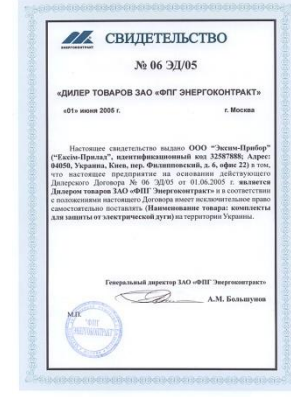 ЭНЕРГОКОНТРАКТ
СВИДЕТЕЛЬСТВО
№ 06 ЭД/05
«ДИЛЕР ТОВАРОВ ЗАО «ФПГ ЭНЕРГОКОНТРАКТ»
«01» июня 2005 г. г. Москва
Настоящее свидетельство выдано ООО "Эксим-Прибор"
("Ексім-Прилад", идентификационный код 32587888; Адрес:
04050, Украина, Киев, пер. Филипповский, д. 6, офис 22) в том,
что настоящее предприятие на основании действующего
Дилерского Договора № 06 ЭД/05 от 01.06.2005 г. является
Дилером товаров ЗАО «ФПГ Энергоконтракт» и в соответствии
с положениями настоящего Договора имеет исключительное право
самостоятельно поставлять (Наименование товара: комплекты
для защиты от электрической дуги) на территории Украины.
Генеральный директор ЗАО «ФПГ Энергоконтракт»
А.М. Большунов
М.П.
"ФПГ
ЭНЕРГОКОНТРАКТ"